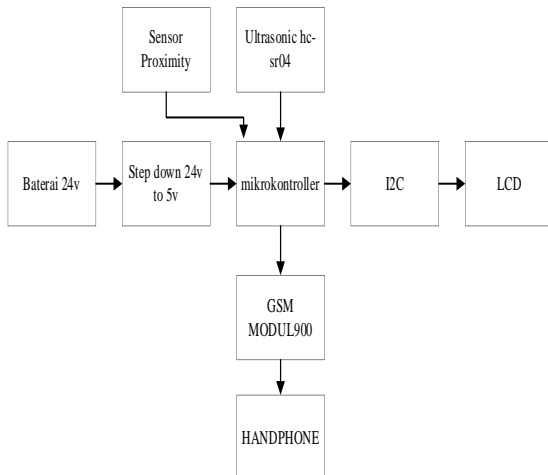 Sensor
Proximity
Ultrasonic hc-
sr04
Baterai 24v
Step down 24v
to 5v
mikrokontroller
I2C
LCD
GSM
MODUL900
HANDPHONE